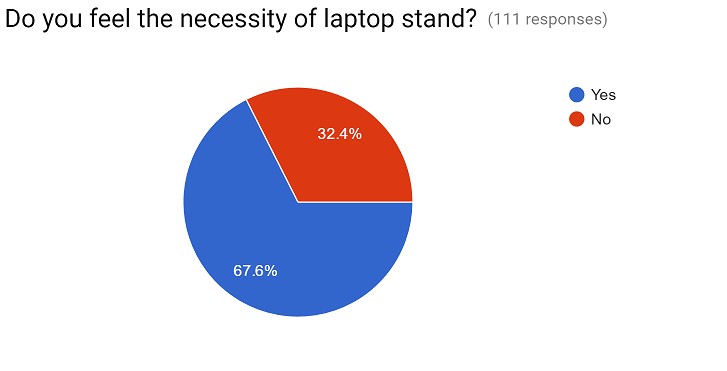 Do you feel the necessity of laptop stand? (111 responses)
Yes
No
32.4%
67.6%